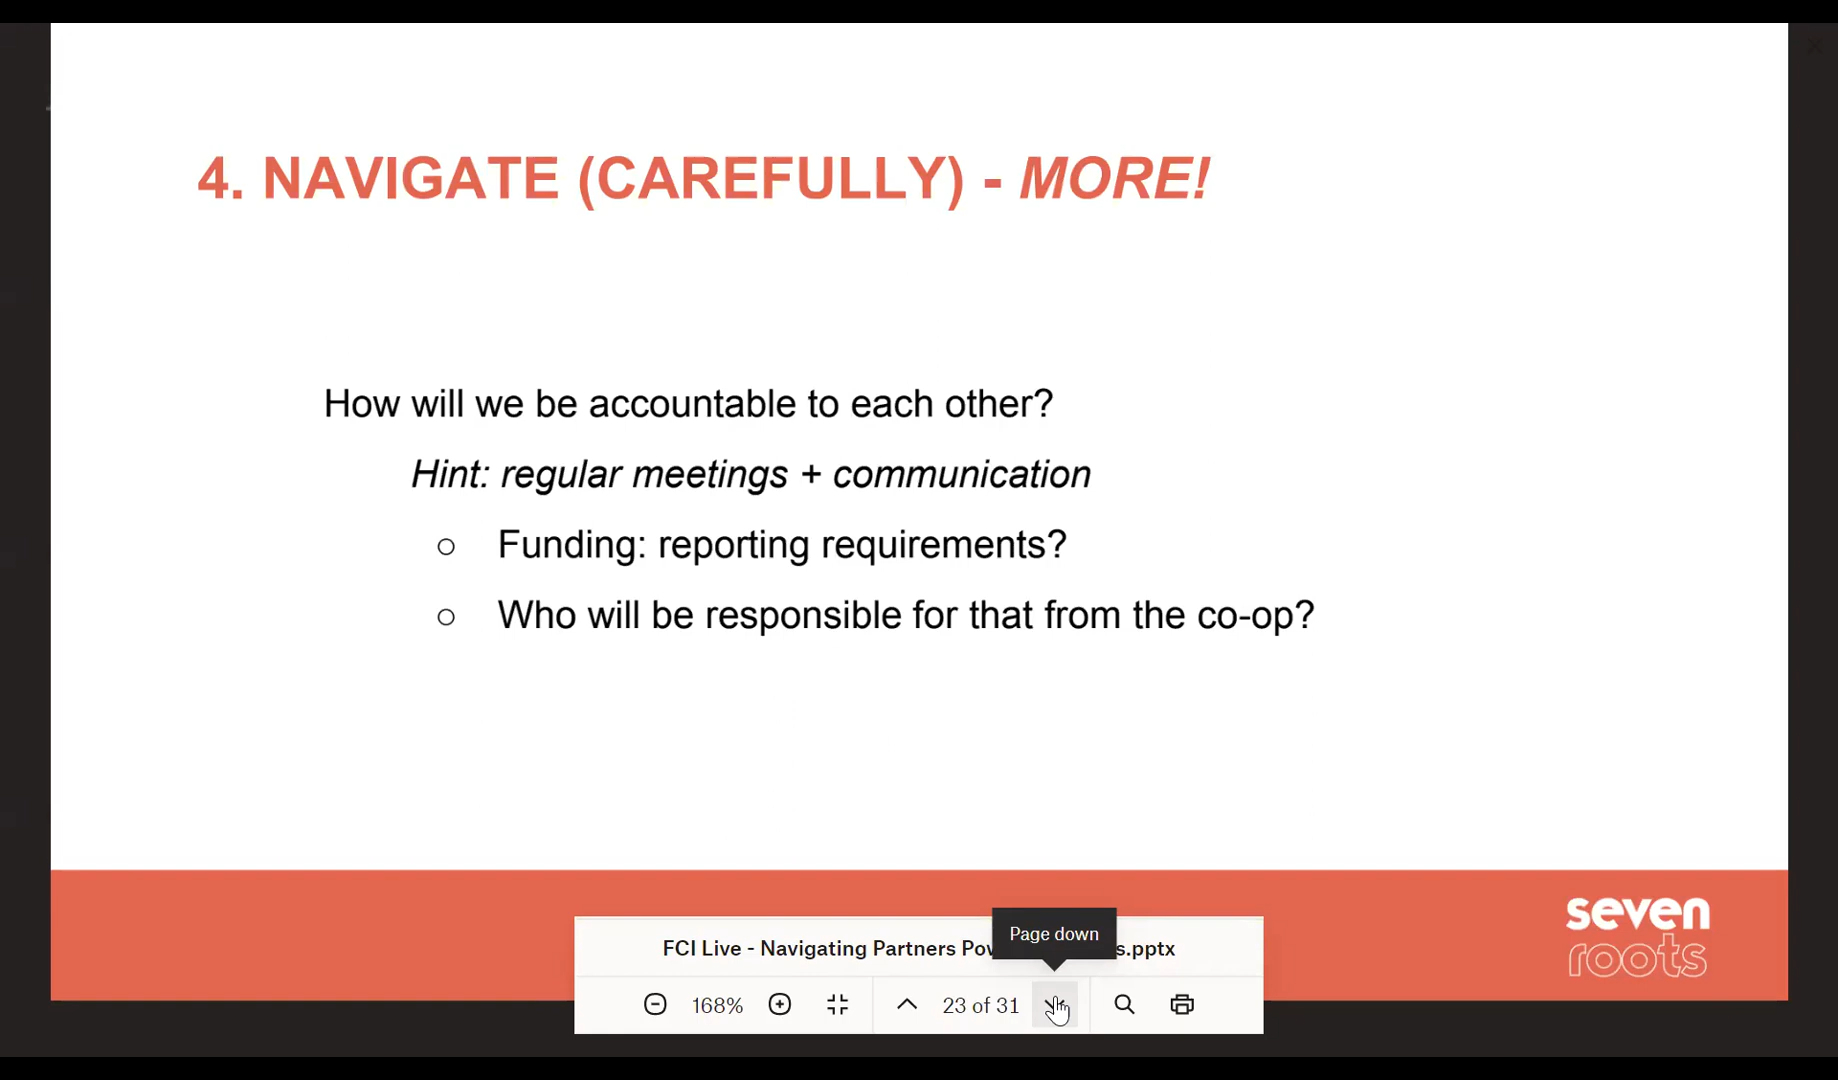 4. NAVIGATE (CAREFULLY) - MORE!
How will we be accountable to each other?
Hint: regular meetings + communication
○ Funding: reporting requirements?
○ Who will be responsible for that from the co-op?
seven
roots
Page down
FCI Live - Navigating Partners s.pptx
168%
23 of 31